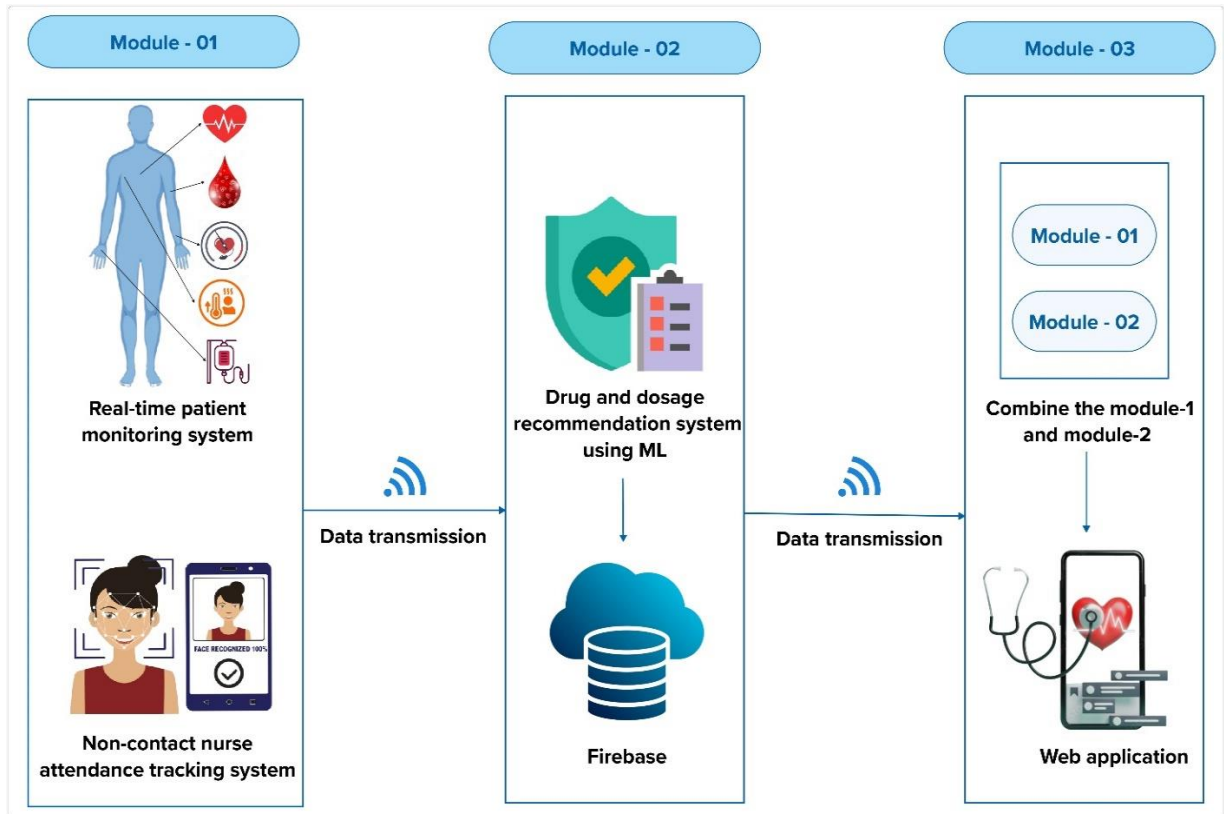 Module - 01
Real-time patient
monitoring system
FACE RECOGNIZED 100%
Non-contact nurse
attendance tracking system
Data transmission
Module - 02
Drug and dosage
recommendation system
using ML
Firebase
Data transmission
Module - 03
Module - 01
Module - 02
Combine the module-1
and module-2
Web application